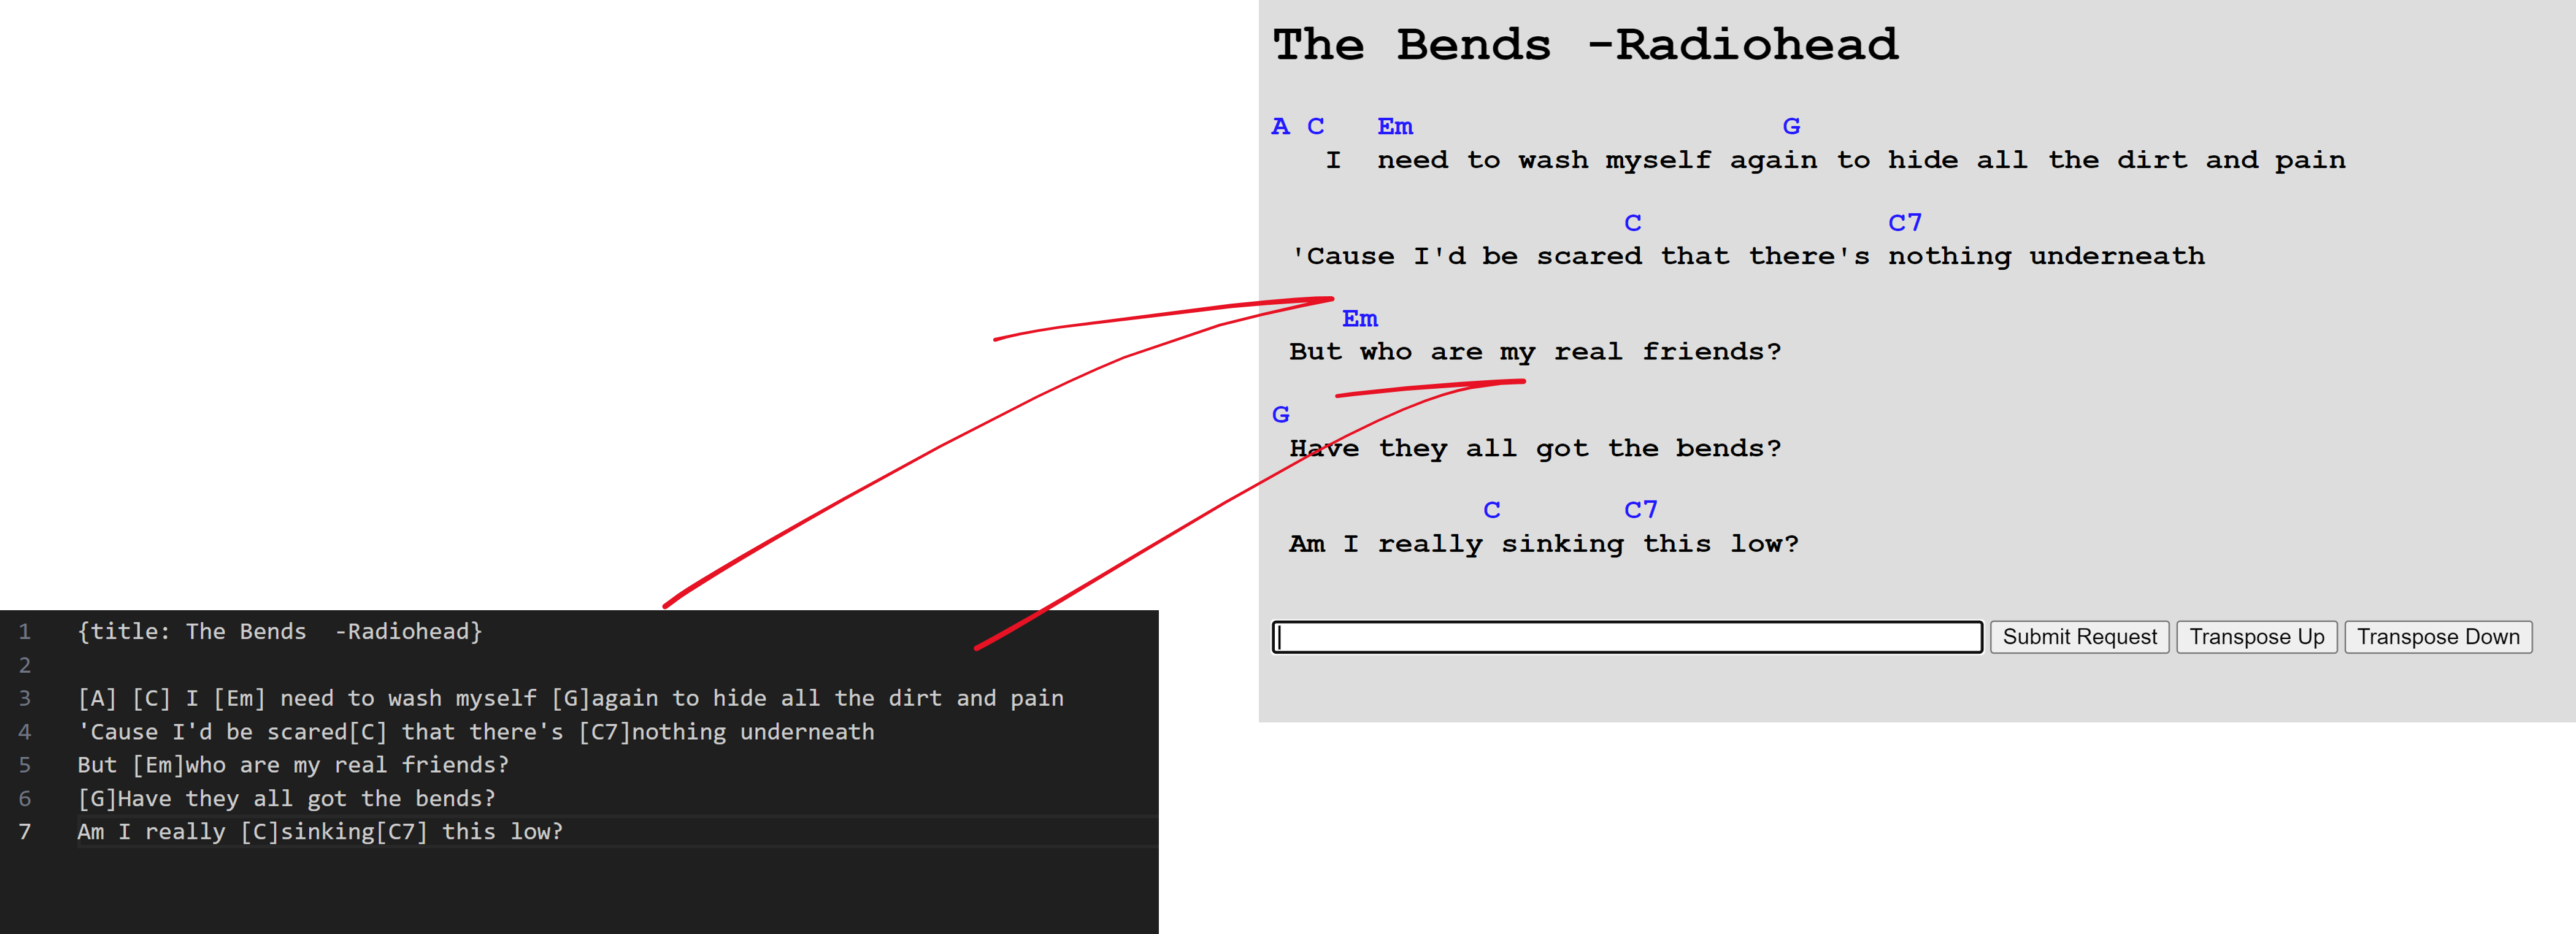 The Bends -Radiohead
A C   Em                     G
   I  need to wash myself again to hide all the dirt and pain
                    C              C7
 'Cause I'd be scared that there's nothing underneath
    Em
 But who are my real friends?
G
 Have they all got the bends?
            C       C7
 Am I really sinking this low?
Submit Request Transpose Up Transpose Down
1 {title: The Bends  -Radiohead}
2
3 [A] [C] I [Em] need to wash myself [G]again to hide all the dirt and pain
4 'Cause I'd be scared[C] that there's [C7]nothing underneath
5 But [Em]who are my real friends?
6 [G]Have they all got the bends?
7 Am I really [C]sinking[C7] this low?